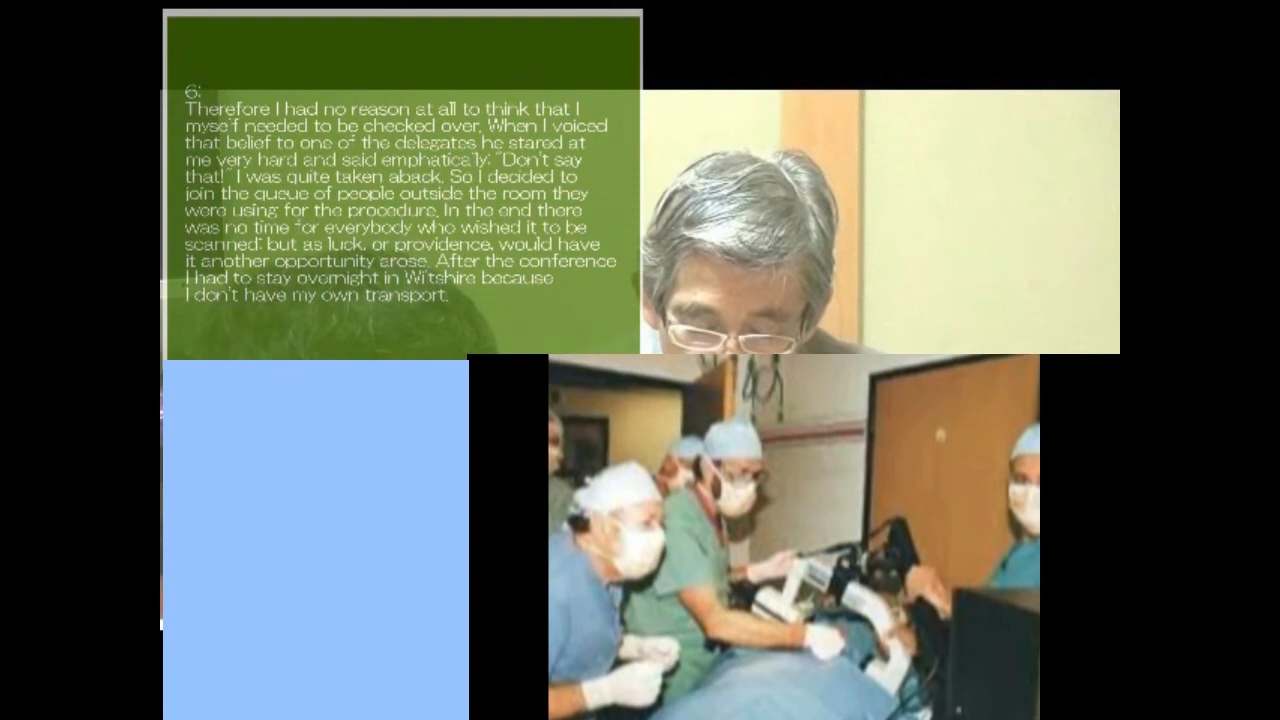 6:
Therefore I had no reason at all to think that I
myself needed to be checked over. When I voiced
that belief to one of the delegates he stared at
me very hard and said emphatically: "Don't say
that!" I was quite taken aback. So I decided to
join the queue of people outside the room they
were using for the procedure. In the end there
was no time for everybody who wished it to be
scanned; but as luck, or providence, would have
it another opportunity arose. After the conference
I had to stay overnight in Wiltshire because
I don't have my own transport.